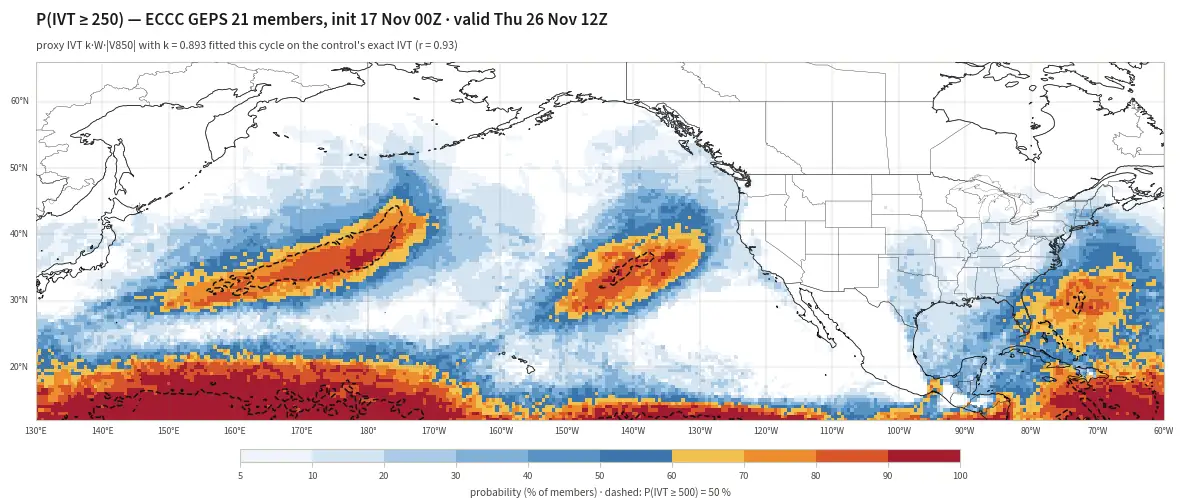 P(IVT ≥ 250) — ECCC GEPS 21 members, init 17 Nov 00Z · valid Thu 26 Nov 12Z
proxy IVT k·W·|V850| with k = 0.893 fitted this cycle on the control's exact IVT (r = 0.93)
60°N
50°N
40°N
30°N
20°N
130°E 140°E 150°E 160°E 170°E 180° 170°W 160°W 150°W 140°W 130°W 120°W 110°W 100°W 90°W 80°W 70°W 60°W
5 10 20 30 40 50 60 70 80 90 100
probability (% of members) · dashed: P(IVT ≥ 500) = 50 %